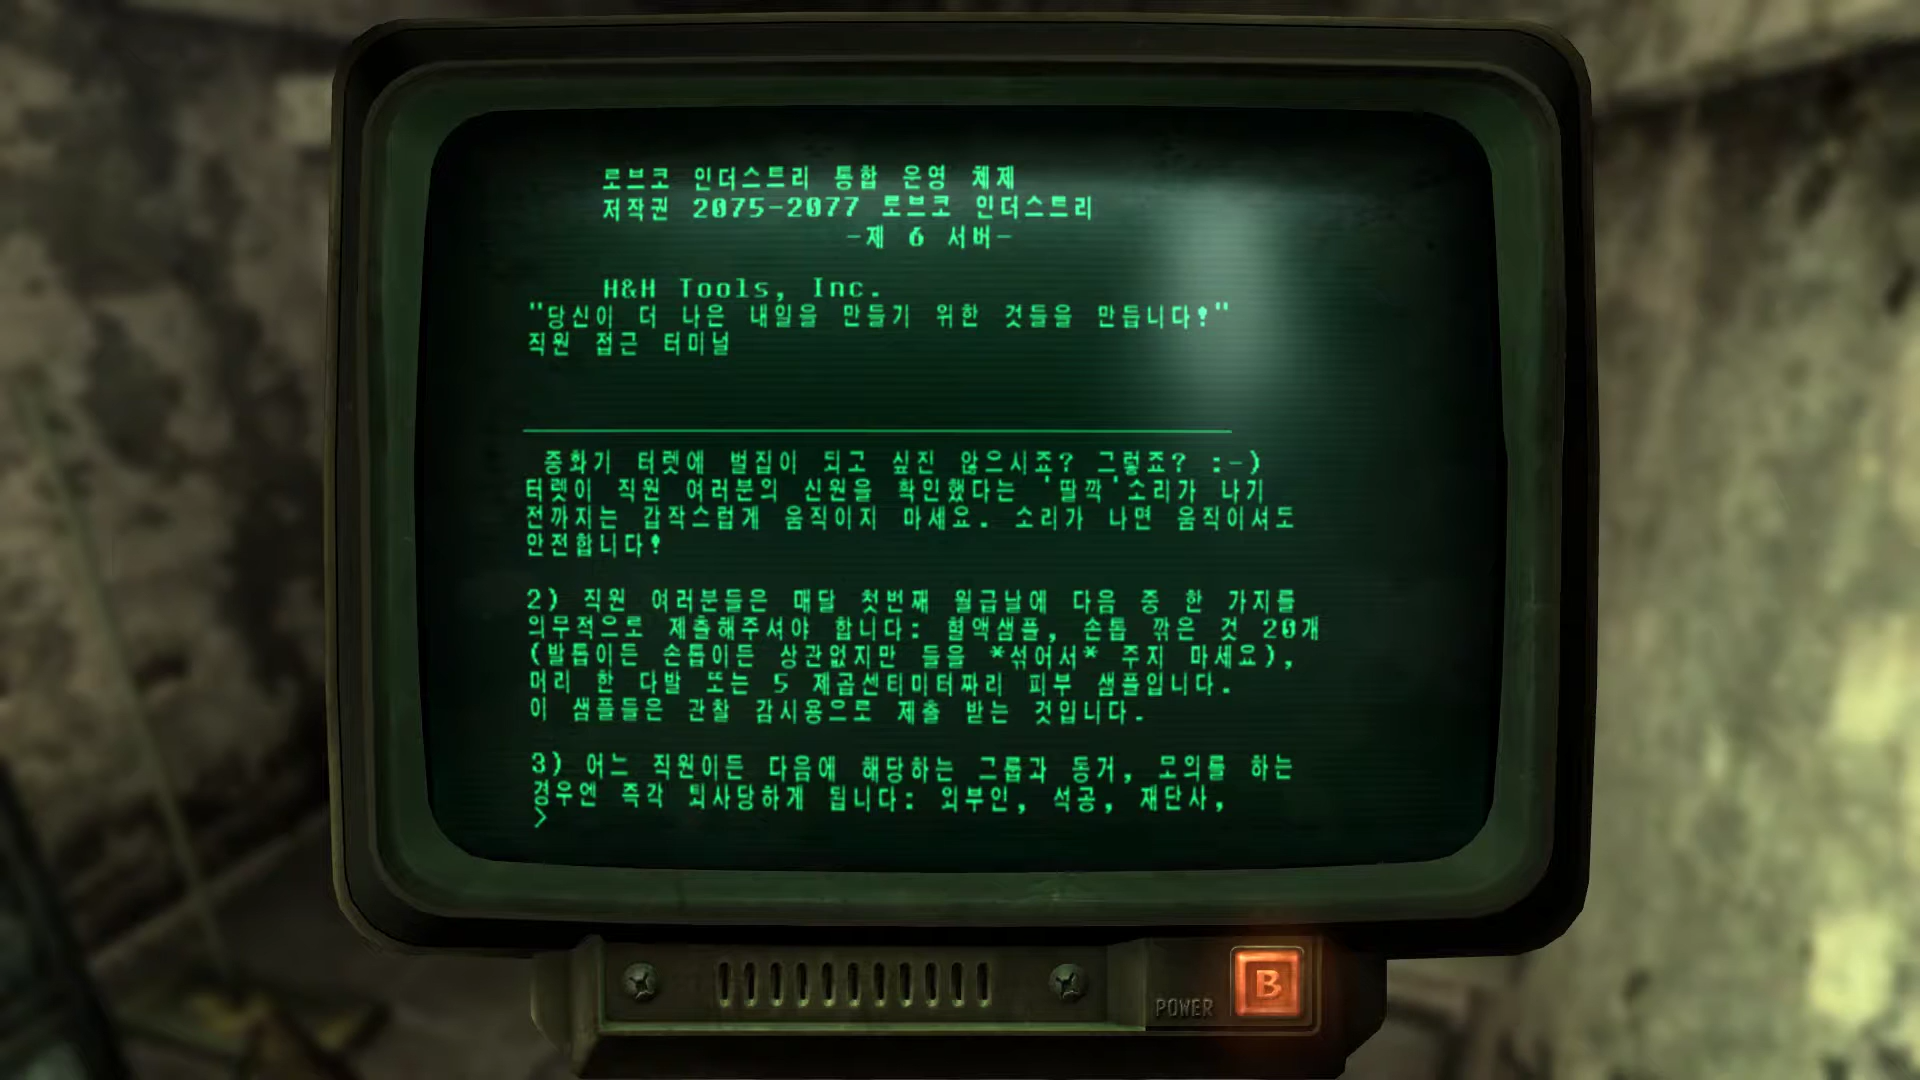 로브코 인더스트리 통합 운영 체제
저작권 2075-2077 로브코 인더스트리
-제 6 서버-
H&H Tools, Inc.
"당신이 더 나은 내일을 만들기 위한 것들을 만듭니다!"
직원 접근 터미널
중화기 터렛에 벌집이 되고 싶진 않으시죠? 그렇죠? :-)
터렛이 직원 여러분의 신원을 확인했다는 '딸깍'소리가 나기
전까지는 갑작스럽게 움직이지 마세요. 소리가 나면 움직이셔도
안전합니다!
2) 직원 여러분들은 매달 첫번째 월급날에 다음 중 한 가지를
의무적으로 제출해주셔야 합니다: 혈액샘플, 손톱 깎은 것 20개
(발톱이든 손톱이든 상관없지만 둘을 *섞어서* 주지 마세요),
머리 한 다발 또는 5 제곱센티미터짜리 피부 샘플입니다.
이 샘플들은 관찰 감시용으로 제출 받는 것입니다.
3) 어느 직원이든 다음에 해당하는 그룹과 동거, 모의를 하는
경우엔 즉각 퇴사당하게 됩니다: 외부인, 석공, 재단사,
>
POWER
B